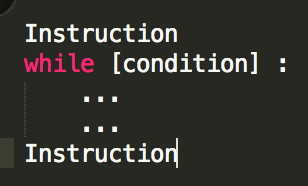 Instruction
while [condition] :
    ...
    ...
Instruction